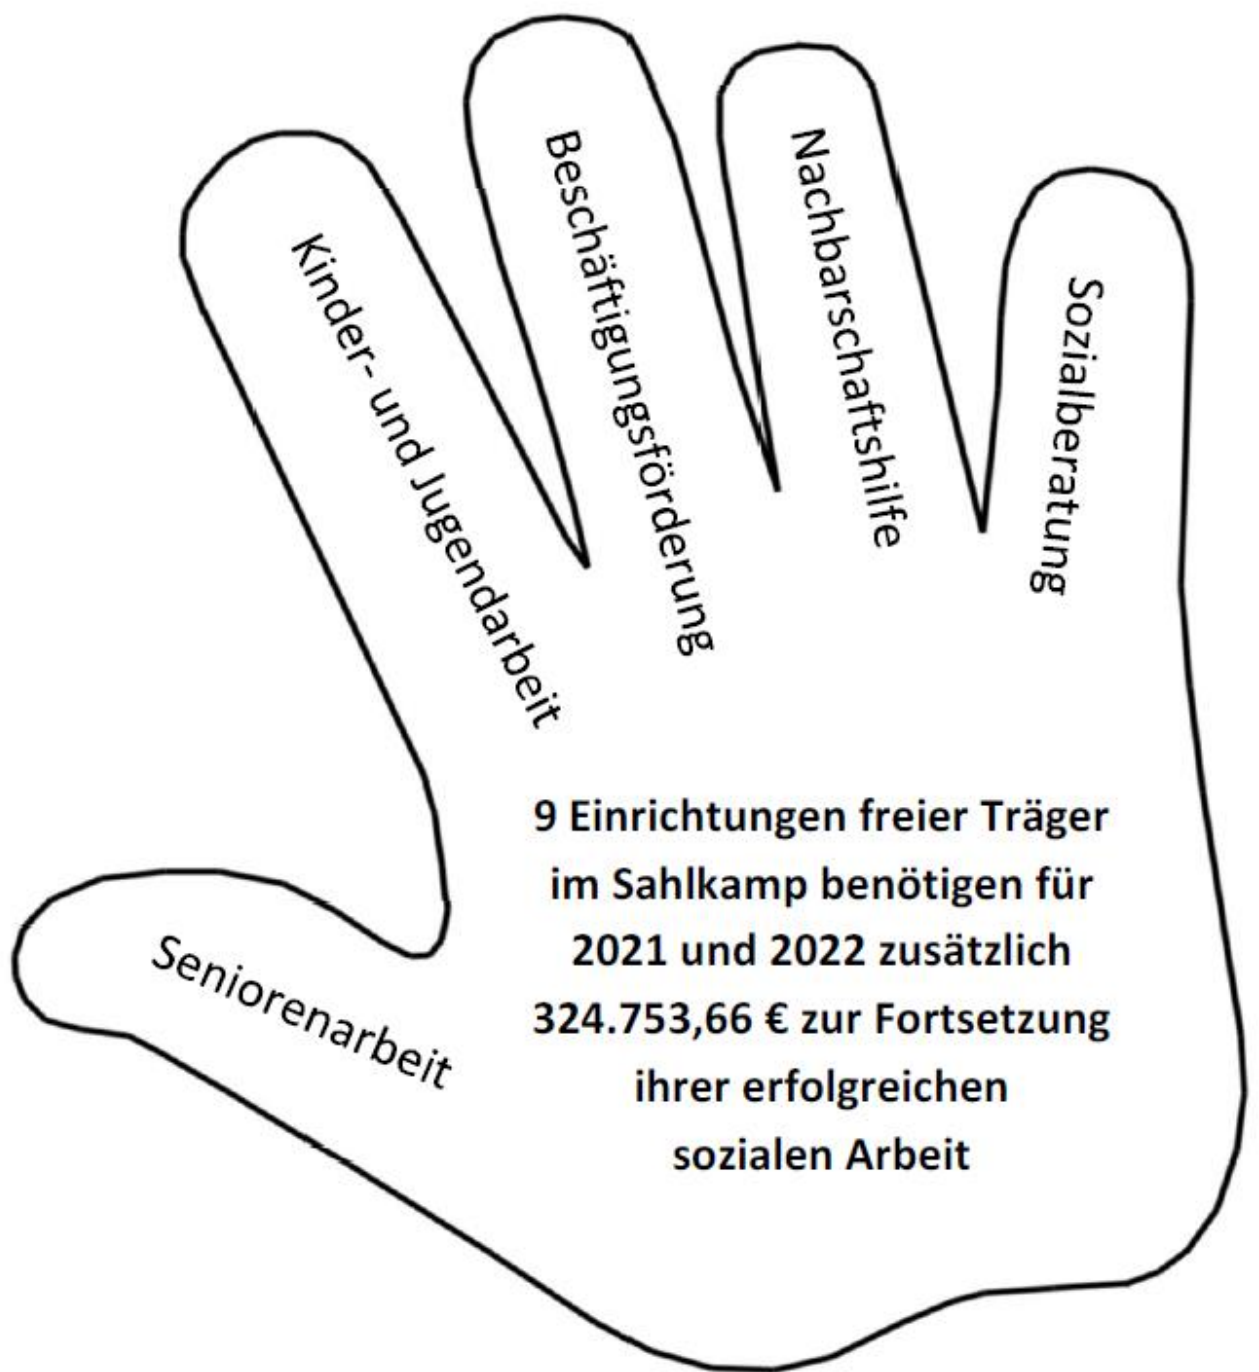 Seniorenarbeit
Kinder- und Jugendarbeit
Beschäftigungsförderung
Nachbarschaftshilfe
Sozialberatung
9 Einrichtungen freier Träger
im Sahlkamp benötigen für
2021 und 2022 zusätzlich
324.753,66 € zur Fortsetzung
ihrer erfolgreichen
sozialen Arbeit